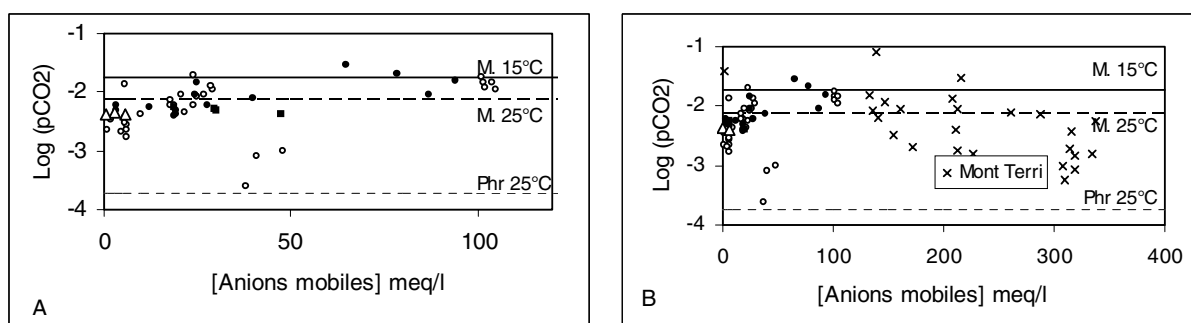 -1
-2
-3
-4
Log (pCO2)
M. 15°C
M. 25°C
Phr 25°C
0
50
100
[Anions mobiles] meq/l
A
-1
-2
-3
-4
Log (pCO2)
M. 15°C
M. 25°C
× Mont Terri
Phr 25°C
0
100
200
300
400
[Anions mobiles] meq/l
B